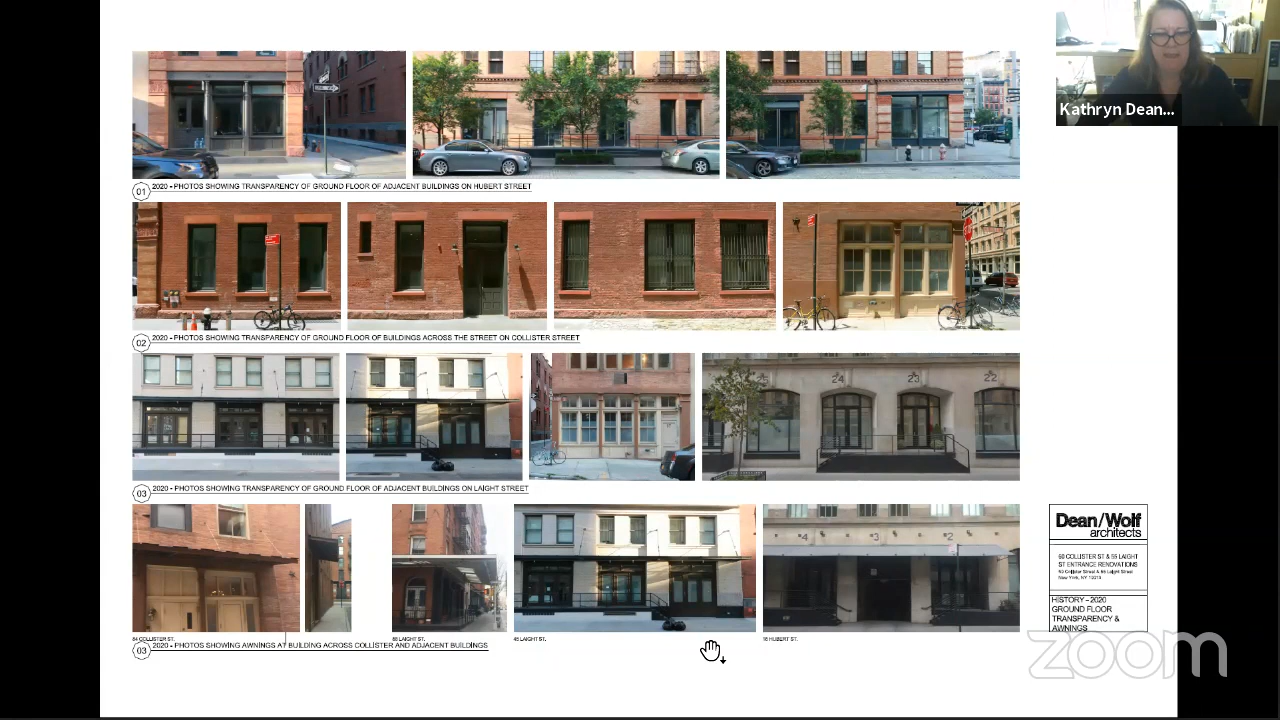 Kathryn Dean...
01 2020 - PHOTOS SHOWING TRANSPARENCY OF GROUND FLOOR OF ADJACENT BUILDINGS ON HUBERT STREET
02 2020 - PHOTOS SHOWING TRANSPARENCY OF GROUND FLOOR OF BUILDINGS ACROSS THE STREET ON COLLISTER STREET
24 23 22
03 2020 - PHOTOS SHOWING TRANSPARENCY OF GROUND FLOOR OF ADJACENT BUILDINGS ON LAIGHT STREET
4 3 2
Dean/Wolf
architects
60 COLLISTER ST & 55 LAIGHT
ST ENTRANCE RENOVATIONS
New York, NY 10013
HISTORY - 2020
GROUND FLOOR
TRANSPARENCY &
AWNINGS
COLLISTER ST.
LAIGHT ST.
45 LAIGHT ST.
HUBERT ST.
03 2020 - PHOTOS SHOWING AWNINGS AT BUILDING ACROSS COLLISTER AND ADJACENT BUILDINGS
zoom